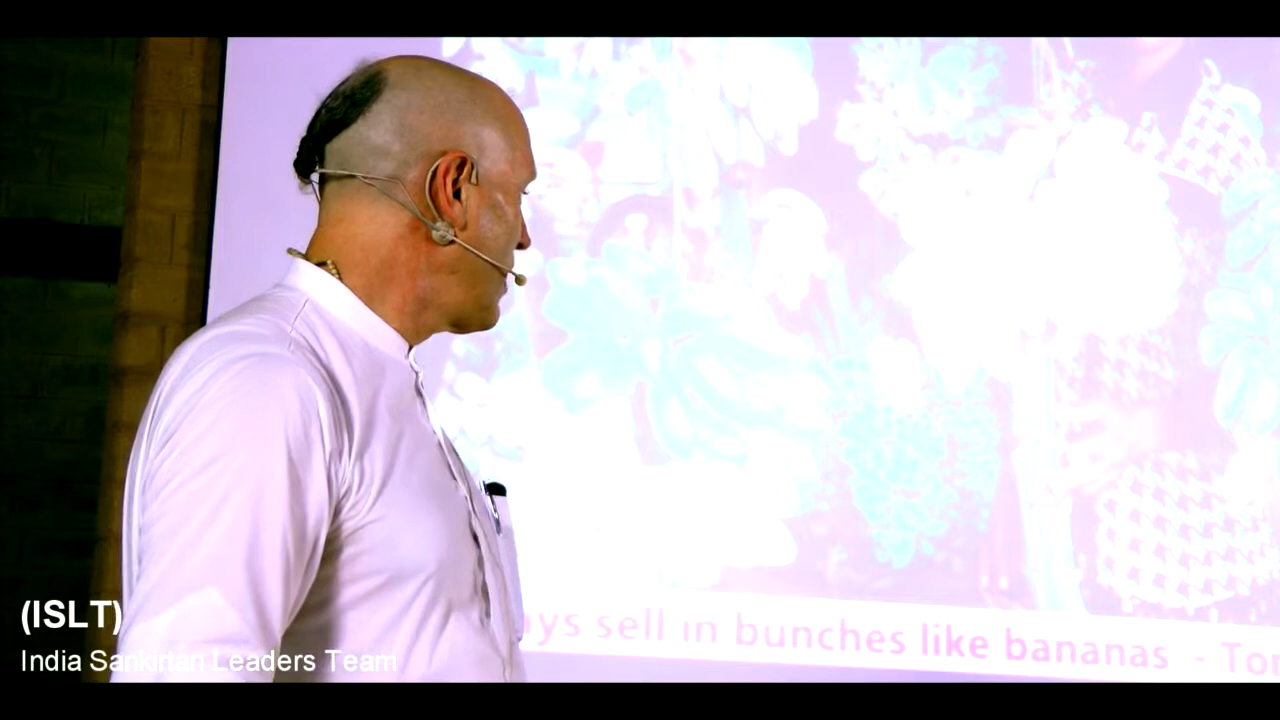 sell in bunches like bananas -
(ISLT)
India Sankirtan Leaders Team